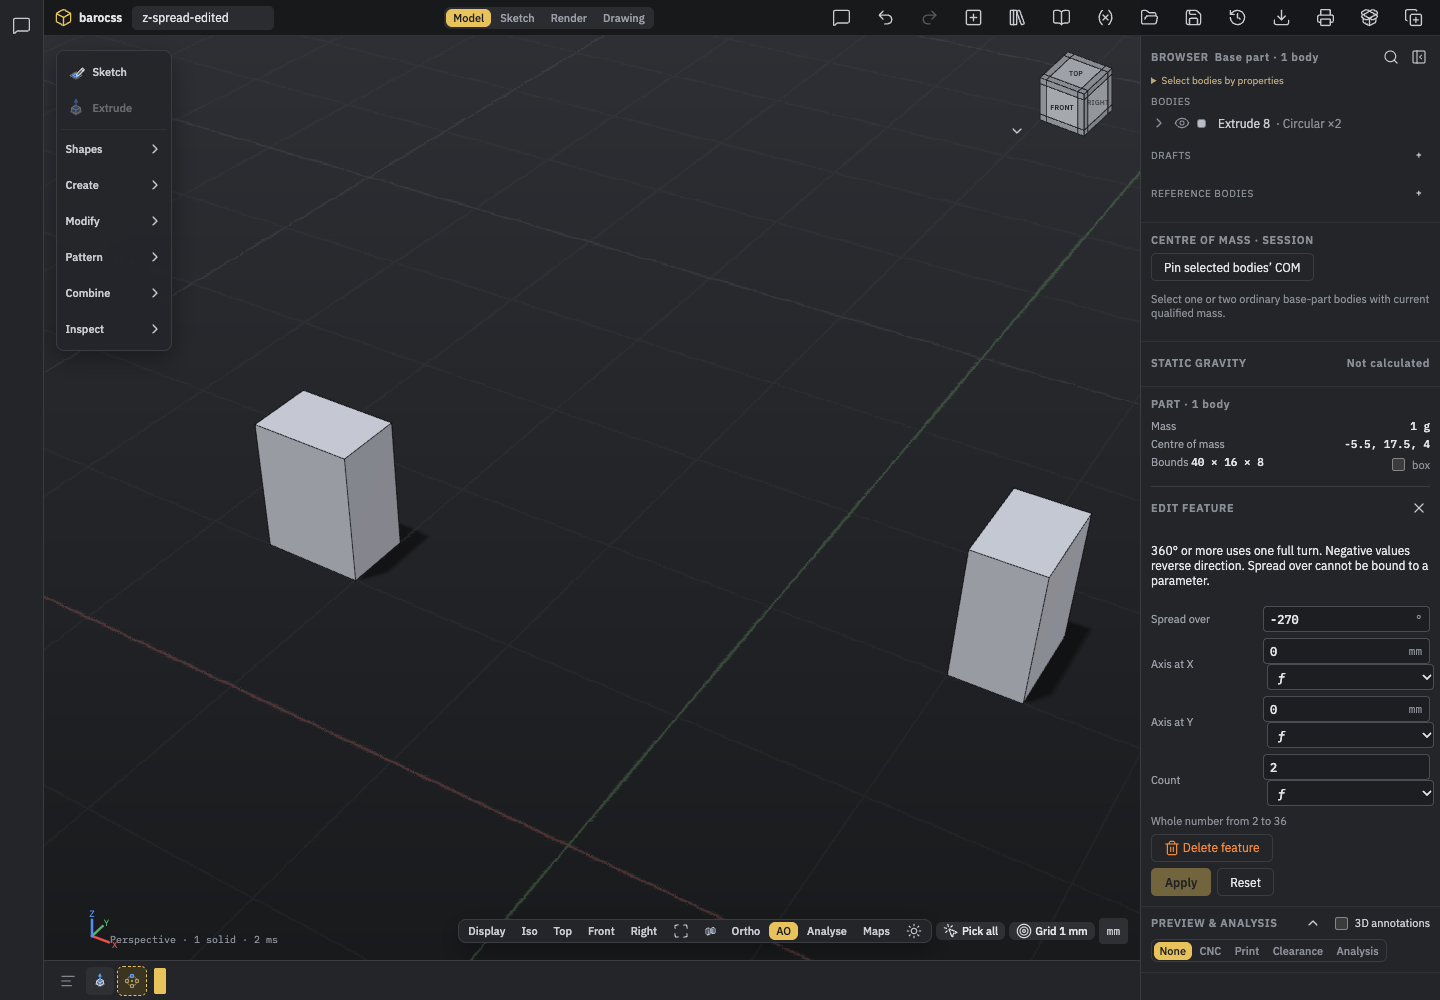 barocss
z-spread-edited
Model
Sketch
Render
Drawing
Sketch
Extrude
Shapes
Create
Modify
Pattern
Combine
Inspect
TOP
FRONT
RIGHT
BROWSER Base part · 1 body
Select bodies by properties
BODIES
Extrude 8 · Circular ×2
DRAFTS
REFERENCE BODIES
CENTRE OF MASS · SESSION
Pin selected bodies’ COM
Select one or two ordinary base-part bodies with current
qualified mass.
STATIC GRAVITY Not calculated
PART · 1 body
Mass 1 g
Centre of mass -5.5, 17.5, 4
Bounds 40 × 16 × 8 box
EDIT FEATURE
360° or more uses one full turn. Negative values
reverse direction. Spread over cannot be bound to a
parameter.
Spread over -270 °
Axis at X 0 mm
ƒ
Axis at Y 0 mm
ƒ
Count 2
ƒ
Whole number from 2 to 36
Delete feature
Apply Reset
PREVIEW & ANALYSIS 3D annotations
None CNC Print Clearance Analysis
Z
Y
X
Perspective · 1 solid · 2 ms
Display Iso Top Front Right Ortho AO Analyse Maps Pick all Grid 1 mm mm